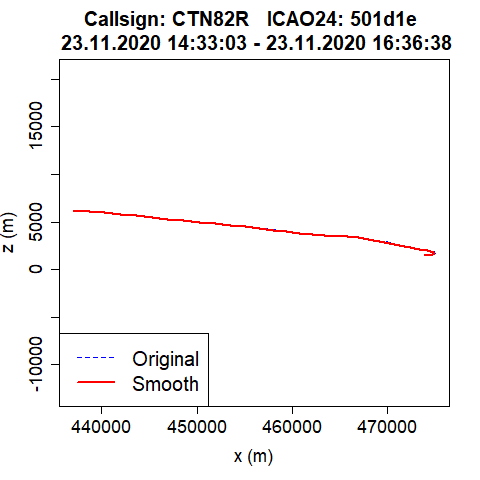 Callsign: CTN82R   ICAO24: 501d1e
23.11.2020 14:33:03 - 23.11.2020 16:36:38
z (m)
15000
5000
0
-10000
Original
Smooth
440000 450000 460000 470000
x (m)